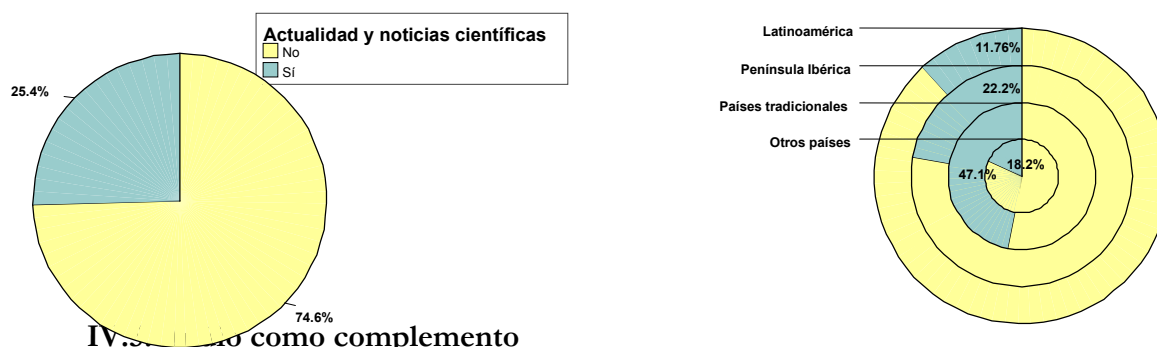 Actualidad y noticias científicas
No
Sí
25.4%
74.6%
Latinoamérica
Península Ibérica
Países tradicionales
Otros países
11.76%
22.2%
47.1%
18.2%
como complemento